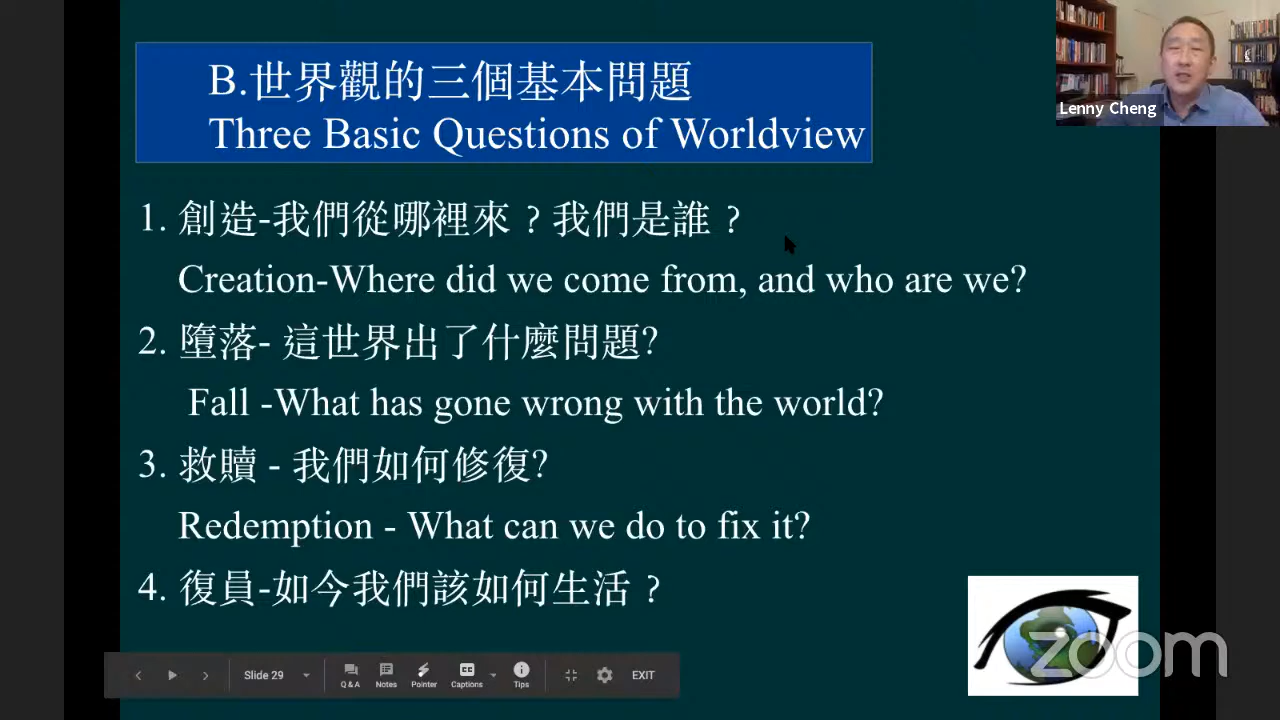 B.世界觀的三個基本問題
Three Basic Questions of Worldview
Lenny Cheng
1. 創造-我們從哪裡來？我們是誰？
Creation-Where did we come from, and who are we?
2. 墮落- 這世界出了什麼問題?
Fall -What has gone wrong with the world?
3. 救贖 - 我們如何修復?
Redemption - What can we do to fix it?
4. 復員-如今我們該如何生活？
zoom
Slide 29
Q&A
Notes
Pointer
Captions
Tips
EXIT